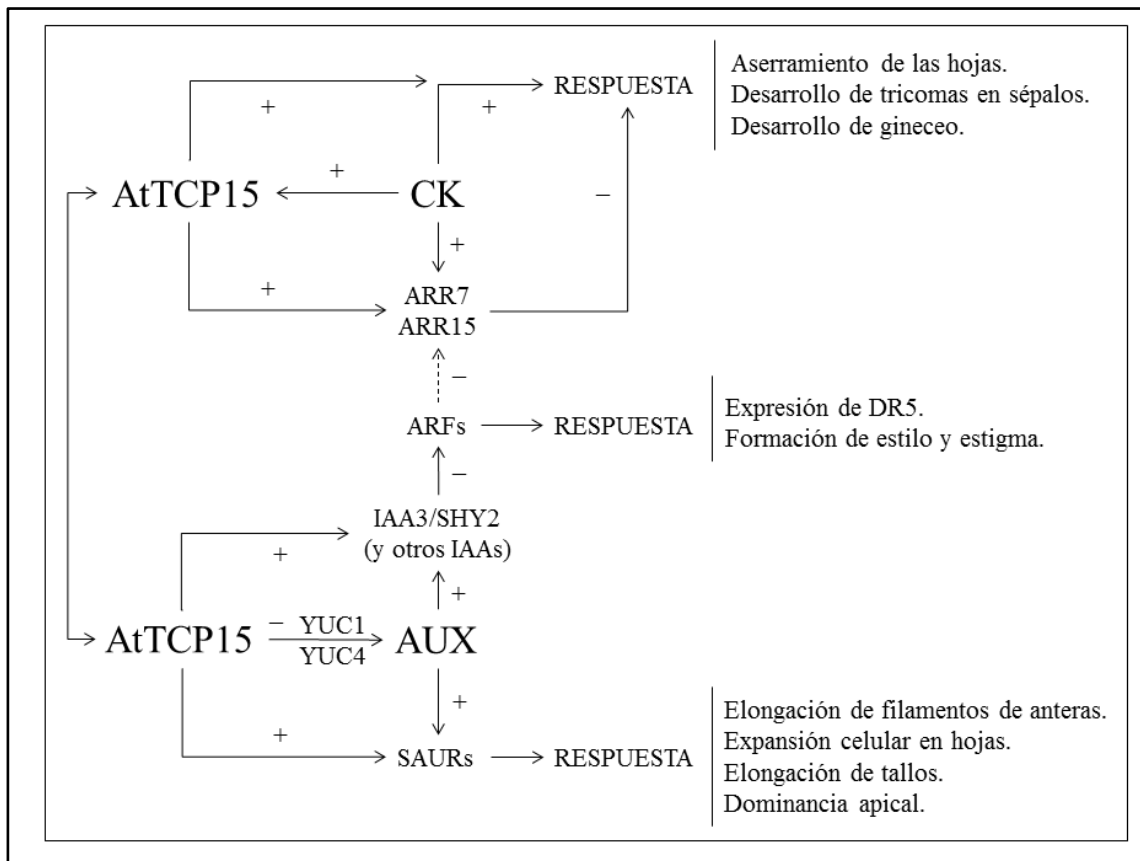 RESPUESTA
Aserramiento de las hojas.
Desarrollo de tricomas en sépalos.
Desarrollo de gineceo.
+
+
AtTCP15
+
CK
−
+
+
ARR7
ARR15
−
ARFs
RESPUESTA
Expresión de DR5.
Formación de estilo y estigma.
−
IAA3/SHY2
(y otros IAAs)
+
+
AtTCP15
− YUC1
YUC4
AUX
+
+
SAURs
RESPUESTA
Elongación de filamentos de anteras.
Expansión celular en hojas.
Elongación de tallos.
Dominancia apical.